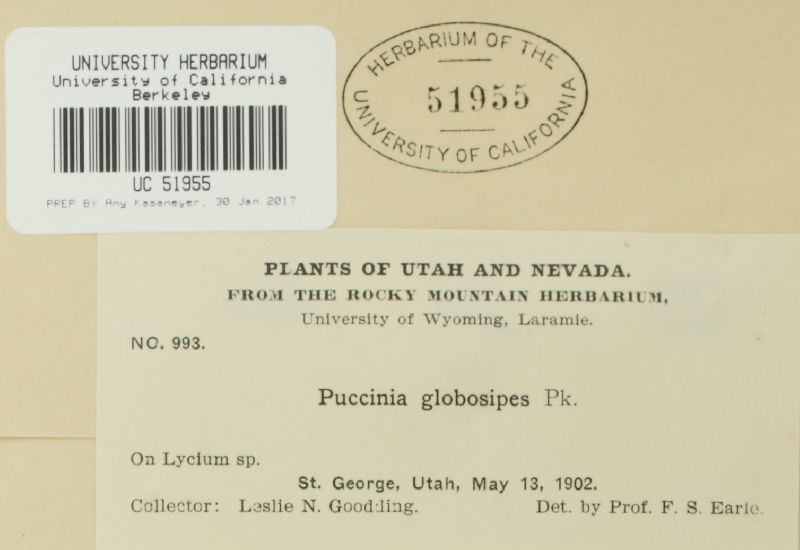 UNIVERSITY HERBARIUM
University of California
Berkeley
UC 51955
PREP BY Amy Kasameyer, 30 Jan 2017
HERBARIUM OF THE
51955
UNIVERSITY OF CALIFORNIA
PLANTS OF UTAH AND NEVADA.
FROM THE ROCKY MOUNTAIN HERBARIUM,
University of Wyoming, Laramie.
NO. 993.
Puccinia globosipes Pk.
On Lycium sp.
St. George, Utah, May 13, 1902.
Collector: Leslie N. Goodding. Det. by Prof. F. S. Earle.